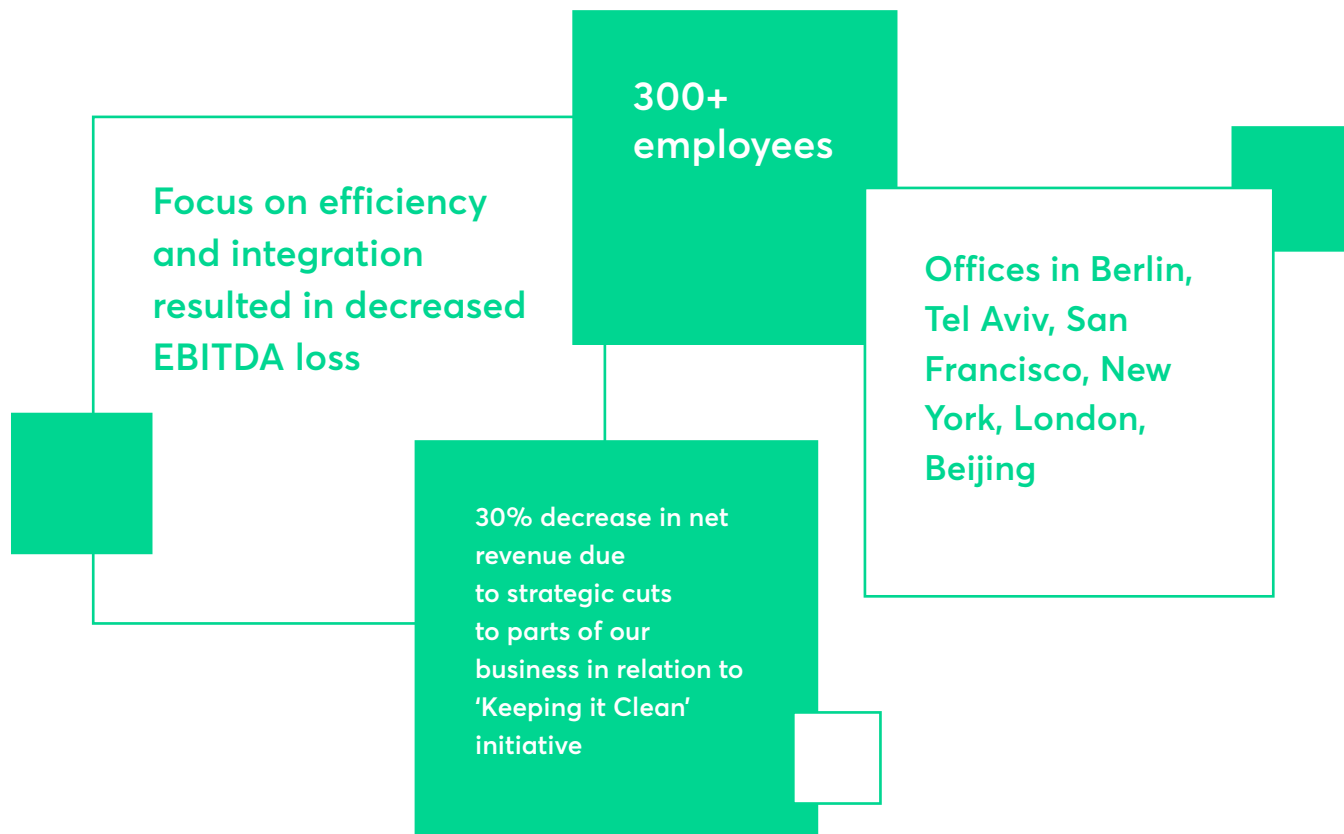 300+
employees
Focus on efficiency
and integration
resulted in decreased
EBITDA loss
Offices in Berlin,
Tel Aviv, San
Francisco, New
York, London,
Beijing
30% decrease in net
revenue due
to strategic cuts
to parts of our
business in relation to
‘Keeping it Clean’
initiative